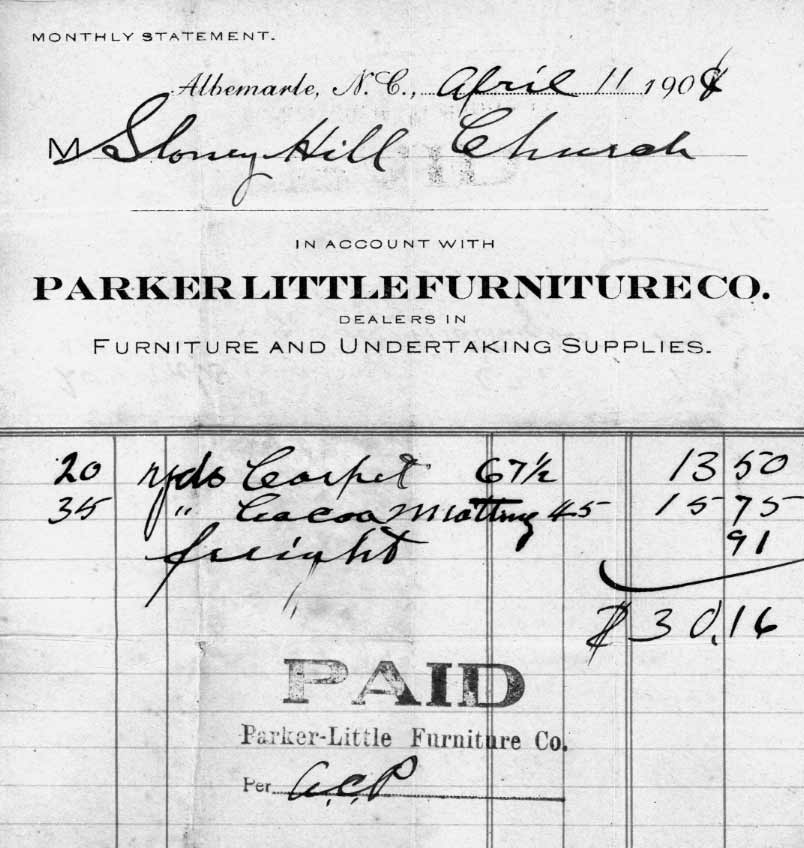 MONTHLY STATEMENT.
Albemarle, N. C., April 11 190
M Stoney Hill Church
IN ACCOUNT WITH
PARKER LITTLE FURNITURE CO.
DEALERS IN
FURNITURE AND UNDERTAKING SUPPLIES.
20 yds Carpet 67½ 13 50
35 " Cocoa Matting 45 15 75
freight 91
$30.16
PAID
Parker-Little Furniture Co.
Per A.C.P